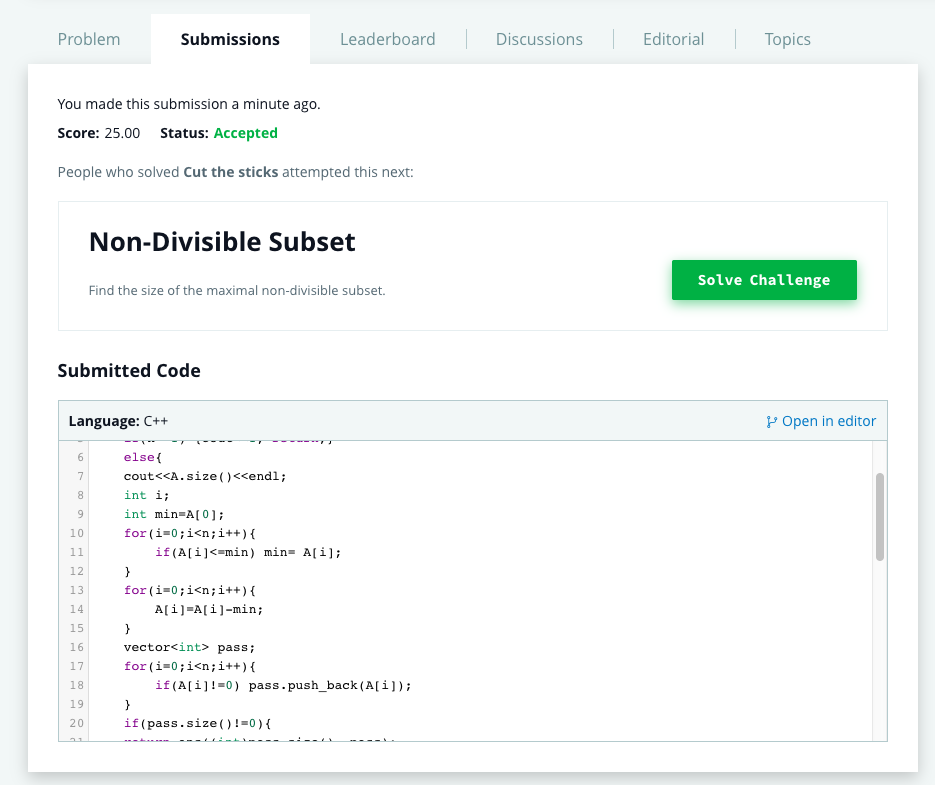 Problem
Submissions
Leaderboard
Discussions
Editorial
Topics
You made this submission a minute ago.
Score: 25.00 Status: Accepted
People who solved Cut the sticks attempted this next:
Non-Divisible Subset
Find the size of the maximal non-divisible subset.
Solve Challenge
Submitted Code
Language: C++
Open in editor
6 else{
7 cout<<A.size()<<endl;
8 int i;
9 int min=A[0];
10 for(i=0;i<n;i++){
11 if(A[i]<=min) min= A[i];
12 }
13 for(i=0;i<n;i++){
14 A[i]=A[i]-min;
15 }
16 vector<int> pass;
17 for(i=0;i<n;i++){
18 if(A[i]!=0) pass.push_back(A[i]);
19 }
20 if(pass.size()!=0){